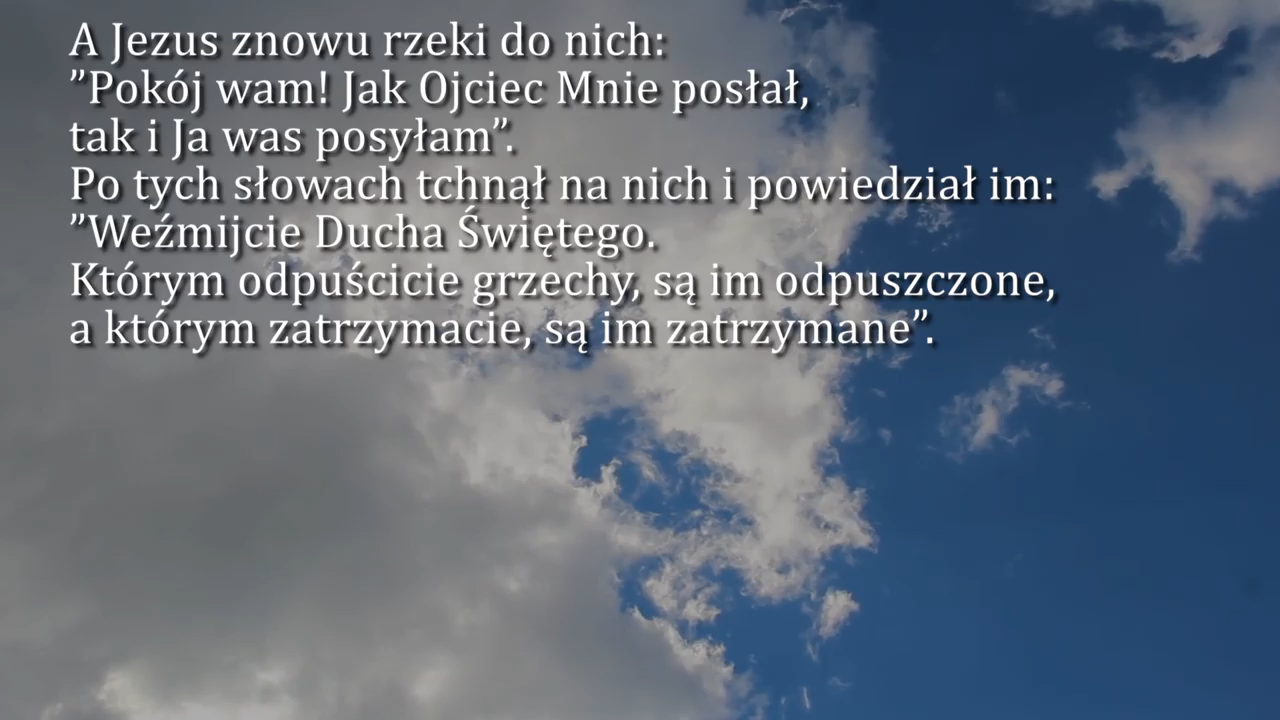 A Jezus znowu rzeki do nich:
”Pokój wam! Jak Ojciec Mnie posłał,
tak i Ja was posyłam”.
Po tych słowach tchnął na nich i powiedział im:
”Weźmijcie Ducha Świętego.
Którym odpuścicie grzechy, są im odpuszczone,
a którym zatrzymacie, są im zatrzymane”.